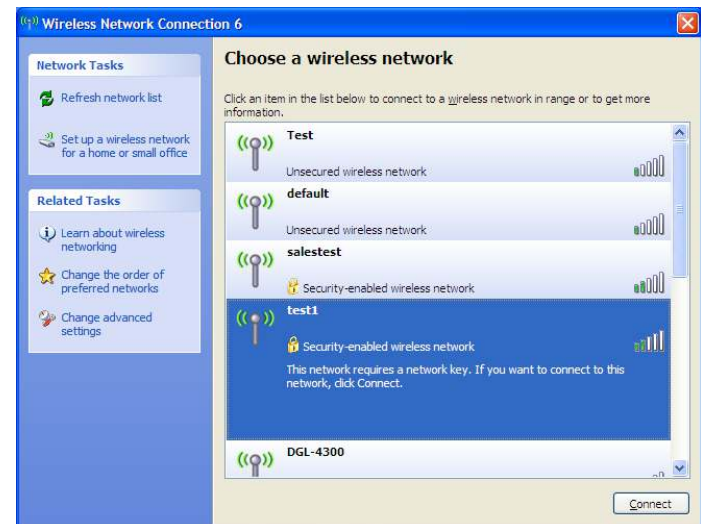 Wireless Network Connection 6
Network Tasks
Refresh network list
Set up a wireless network
for a home or small office
Related Tasks
Learn about wireless
networking
Change the order of
preferred networks
Change advanced
settings
Choose a wireless network
Click an item in the list below to connect to a wireless network in range or to get more
information.
Test
Unsecured wireless network
default
Unsecured wireless network
salestest
Security-enabled wireless network
test1
Security-enabled wireless network
This network requires a network key. If you want to connect to this
network, click Connect.
DGL-4300
Connect